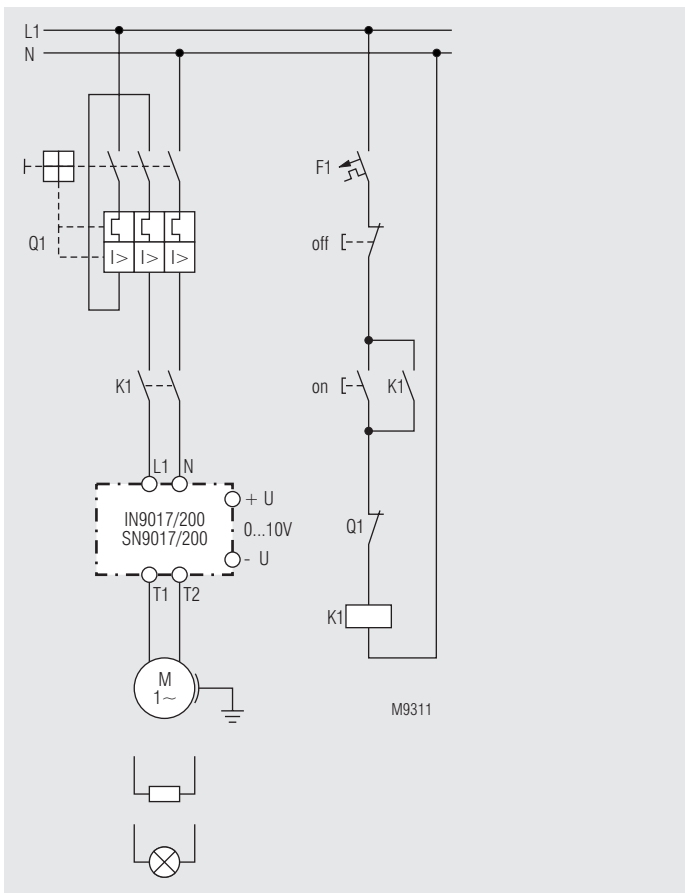 L1
N
F1
Q1
I> I> I>
off
K1
on
K1
L1 N
+ U
IN9017/200
SN9017/200
0...10V
- U
Q1
T1 T2
K1
M
1~
M9311